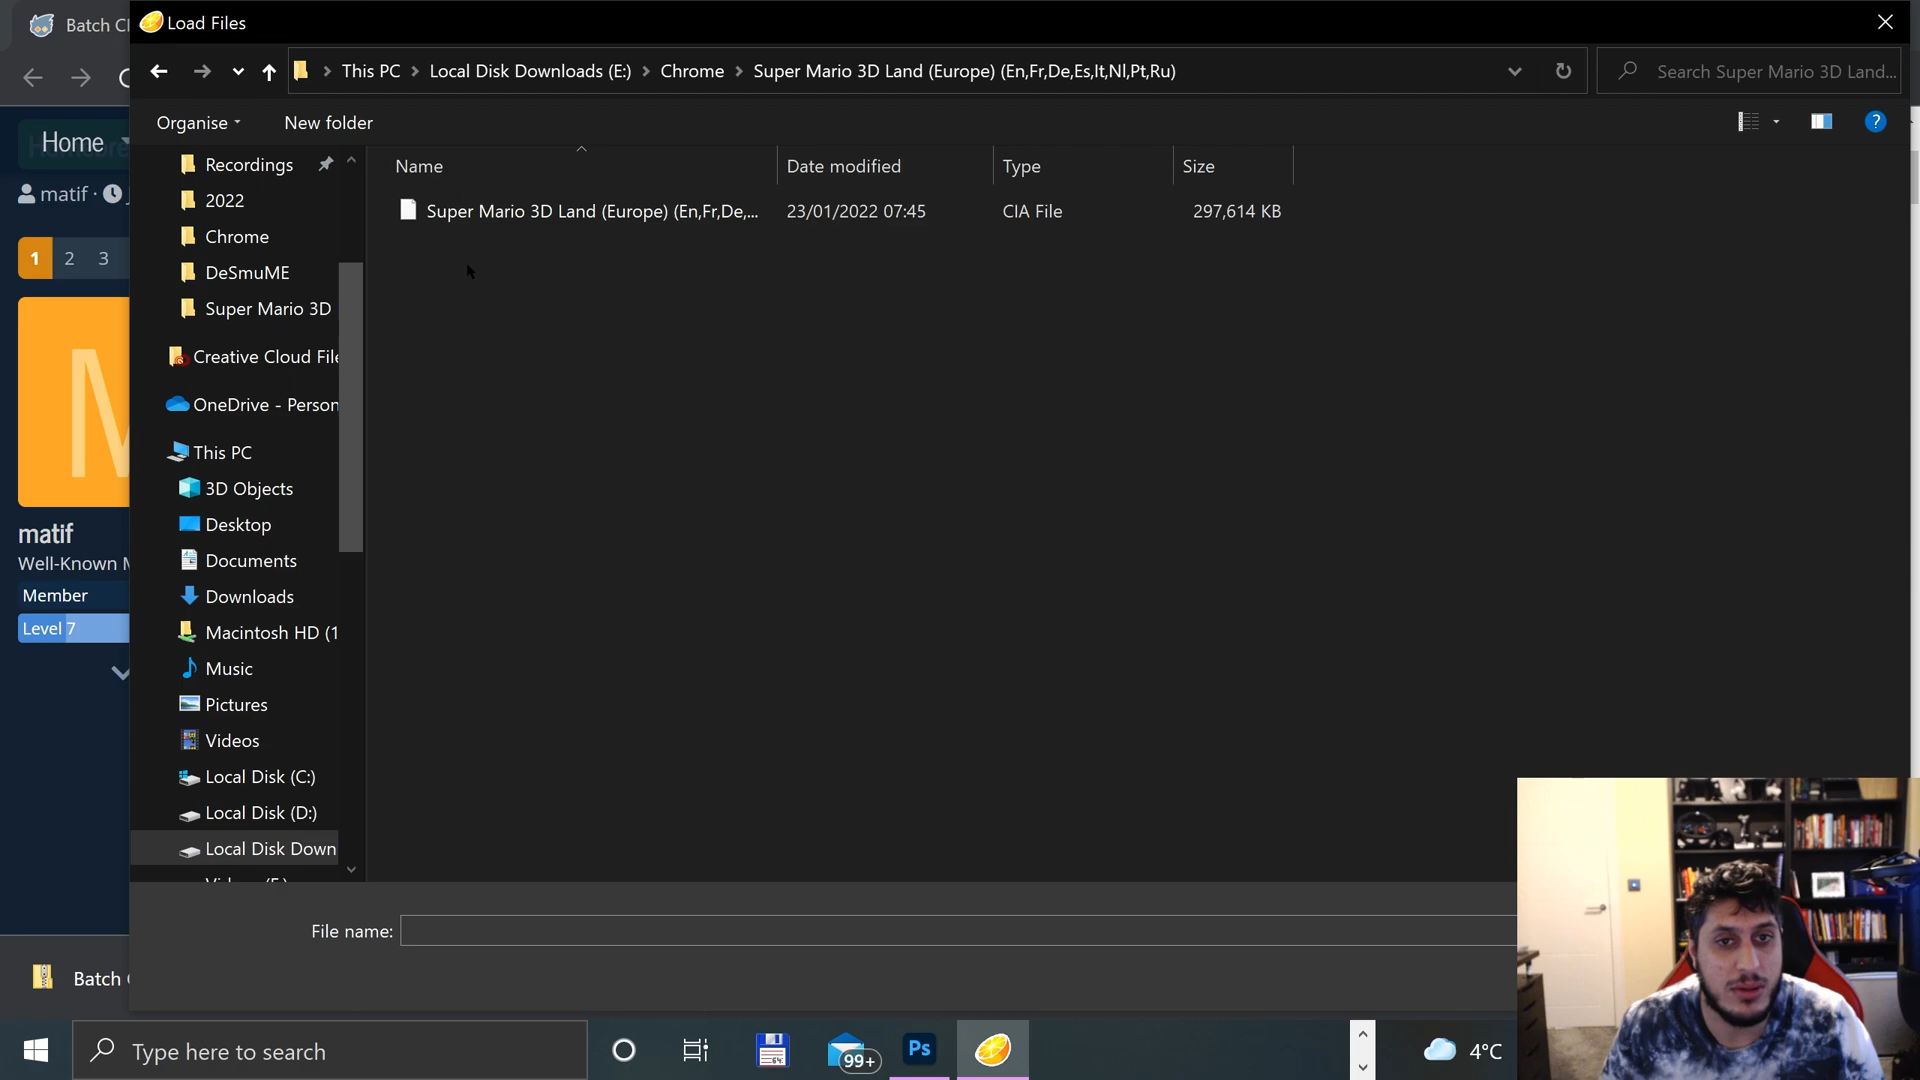 Batch CI
Load Files
This PC
Local Disk Downloads (E:)
Chrome
Super Mario 3D Land (Europe) (En,Fr,De,Es,It,Nl,Pt,Ru)
Search Super Mario 3D Land...
Organise
New folder
Home
Name
Date modified
Type
Size
Recordings
matif
2022
Super Mario 3D Land (Europe) (En,Fr,De,...
23/01/2022 07:45
CIA File
297,614 KB
Chrome
1 2 3
DeSmuME
Super Mario 3D
Creative Cloud File
OneDrive - Person
This PC
3D Objects
Desktop
matif
Well-Known M
Documents
Member
Downloads
Level 7
Macintosh HD (1
Music
Pictures
Videos
Local Disk (C:)
Local Disk (D:)
Local Disk Down
File name:
Batch
Type here to search
64
99+
Ps
4°C